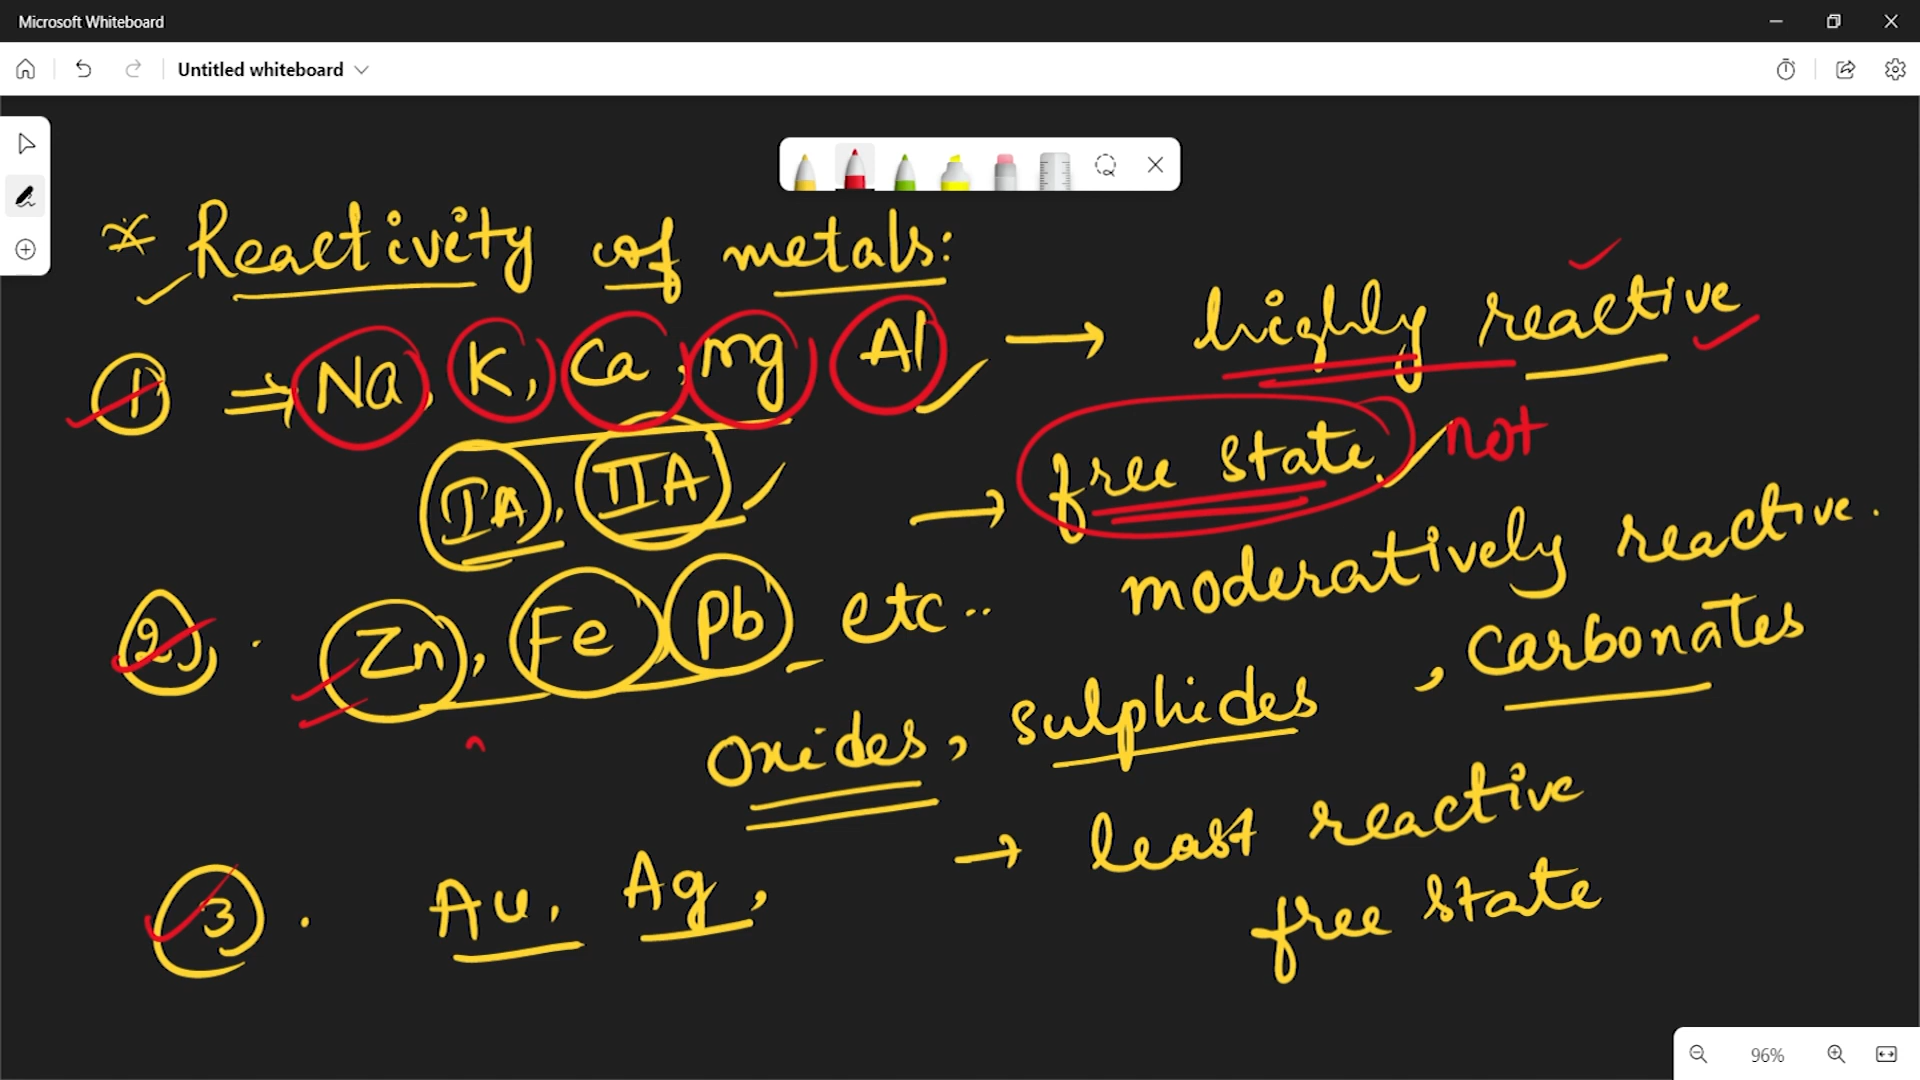 Microsoft Whiteboard
Untitled whiteboard
* Reactivity of metals:
① ⇒ Na, K, Ca, Mg Al → highly reactive
IA, IIA → free state not
②. Zn, Fe Pb etc.. moderatively reactive.
Oxides, Sulphides, Carbonates
③. Au, Ag, → least reactive
free state
96%